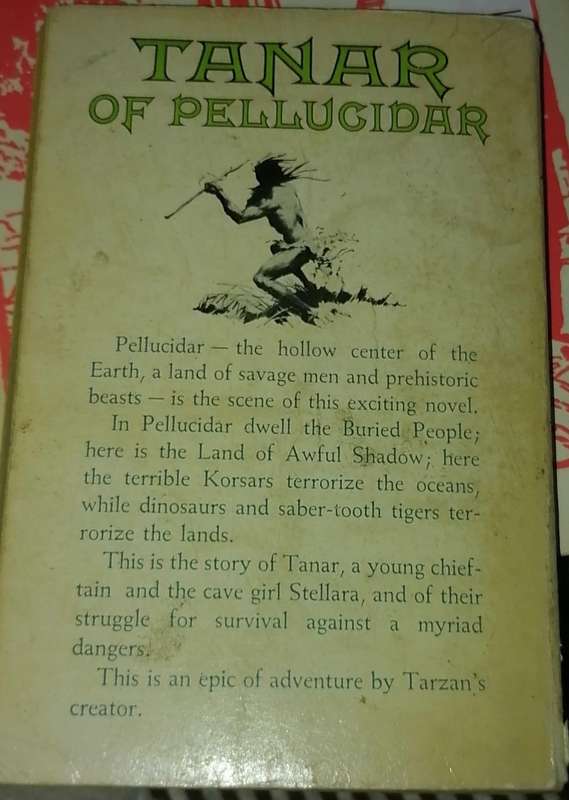 TANAR
OF PELLUCIDAR
Pellucidar — the hollow center of the
Earth, a land of savage men and prehistoric
beasts — is the scene of this exciting novel.
In Pellucidar dwell the Buried People;
here is the Land of Awful Shadow; here
the terrible Korsars terrorize the oceans,
while dinosaurs and saber-tooth tigers ter-
rorize the lands.
This is the story of Tanar, a young chief-
tain and the cave girl Stellara, and of their
struggle for survival against a myriad
dangers.
This is an epic of adventure by Tarzan's
creator.